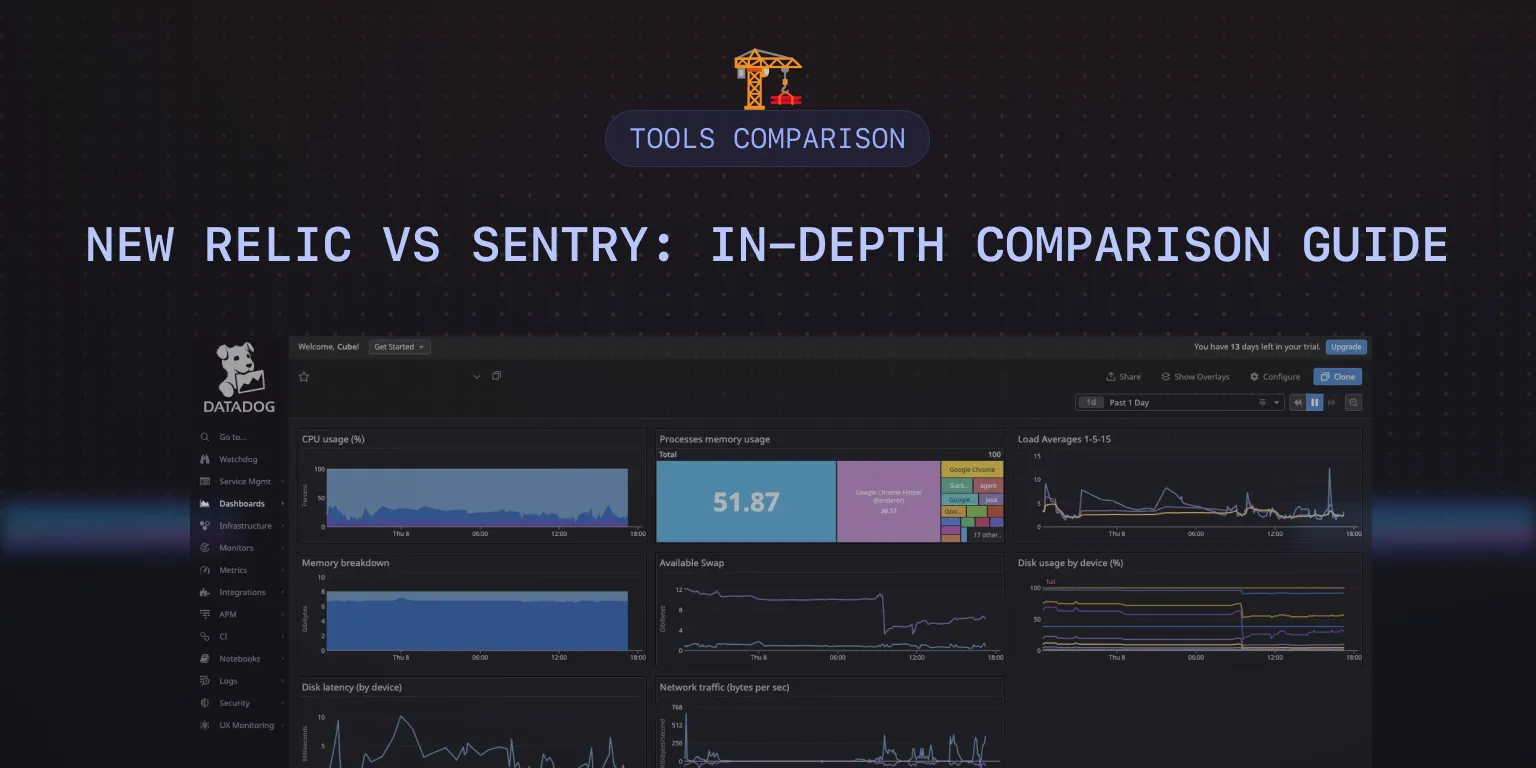 TOOLS COMPARISON
NEW RELIC VS SENTRY: IN-DEPTH COMPARISON GUIDE
DATADOG
Welcome, Cube! Get Started
You have 13 days left in your trial. Upgrade
Share Show Overlays Configure Clone
1d Past 1 Day
Go to...
Watchdog
Service Mgmt
Dashboards
Infrastructure
Monitors
Metrics
Integrations
APM
CI
Notebooks
Logs
Security
UX Monitoring
CPU usage (%)
Percent
100
50
0
Thu 8 06:00 12:00 18:00
Processes memory usage
Total 100
51.87
Google Chrome Helper
(Renderer)
Google Chrome
Slack... agent
Google... java
Goo...
17 other...
Load Averages 1-5-15
15
10
5
0
Thu 8 06:00 12:00 18:00
Memory breakdown
Gibibytes
10
8
6
4
2
0
Thu 8 06:00 12:00 18:00
Available Swap
Gibibytes
12
8
4
0
Thu 8 06:00 12:00 18:00
Disk usage by device (%)
full
100
50
0
Thu 8 06:00 12:00 18:00
Disk latency (by device)
Milliseconds
10
5
Network traffic (bytes per sec)
768
512
256
0